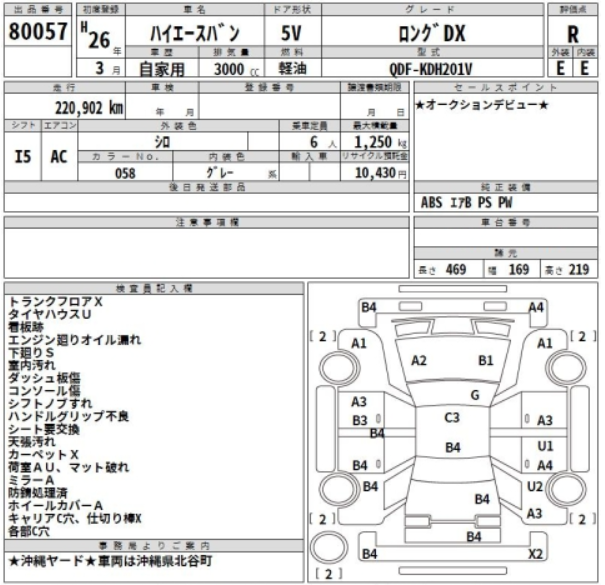 出品番号 初度登録 車名 ドア形状 グレード 評価点
80057 H26年 ハイエースバン 5V ロングDX R
車歴 排気量 燃料 型式 外装 内装
3月 自家用 3000cc 軽油 QDF-KDH201V E E
走行 車検 登録番号 譲渡書類期限 セールスポイント
220,902 km 年 月 月 日 ★オークションデビュー★
シフト エアコン 外装色 乗車定員 最大積載量
I5 AC シロ 6人 1,250 kg
カラーNo. 内装色 輸入車 リサイクル預託金
058 グレー 系 10,430円
後日発送部品 純正装備
ABS エアB PS PW
注意事項欄 車台番号
諸元
長さ 469 幅 169 高さ 219
検査員記入欄
トランクフロアX
タイヤハウスU
看板跡
エンジン廻りオイル漏れ
下廻りS
室内汚れ
ダッシュ板傷
コンソール傷
シフトノブすれ
ハンドルグリップ不良
シート要交換
天張汚れ
カーペットX
荷室AU、マット破れ
ミラーA
防錆処理済
ホイールカバーA
キャリアC穴、仕切り棒X
各部C穴
事務局よりご案内
★沖縄ヤード★車両は沖縄県北谷町
B4 A4
[2] A1 A1 [2]
A2 B1
G
A3 C3
B3 A3
B4
B4 U1
B4 A4
B4 U2
B4
A3
[2] [2]
B4
B4 X2
[2]